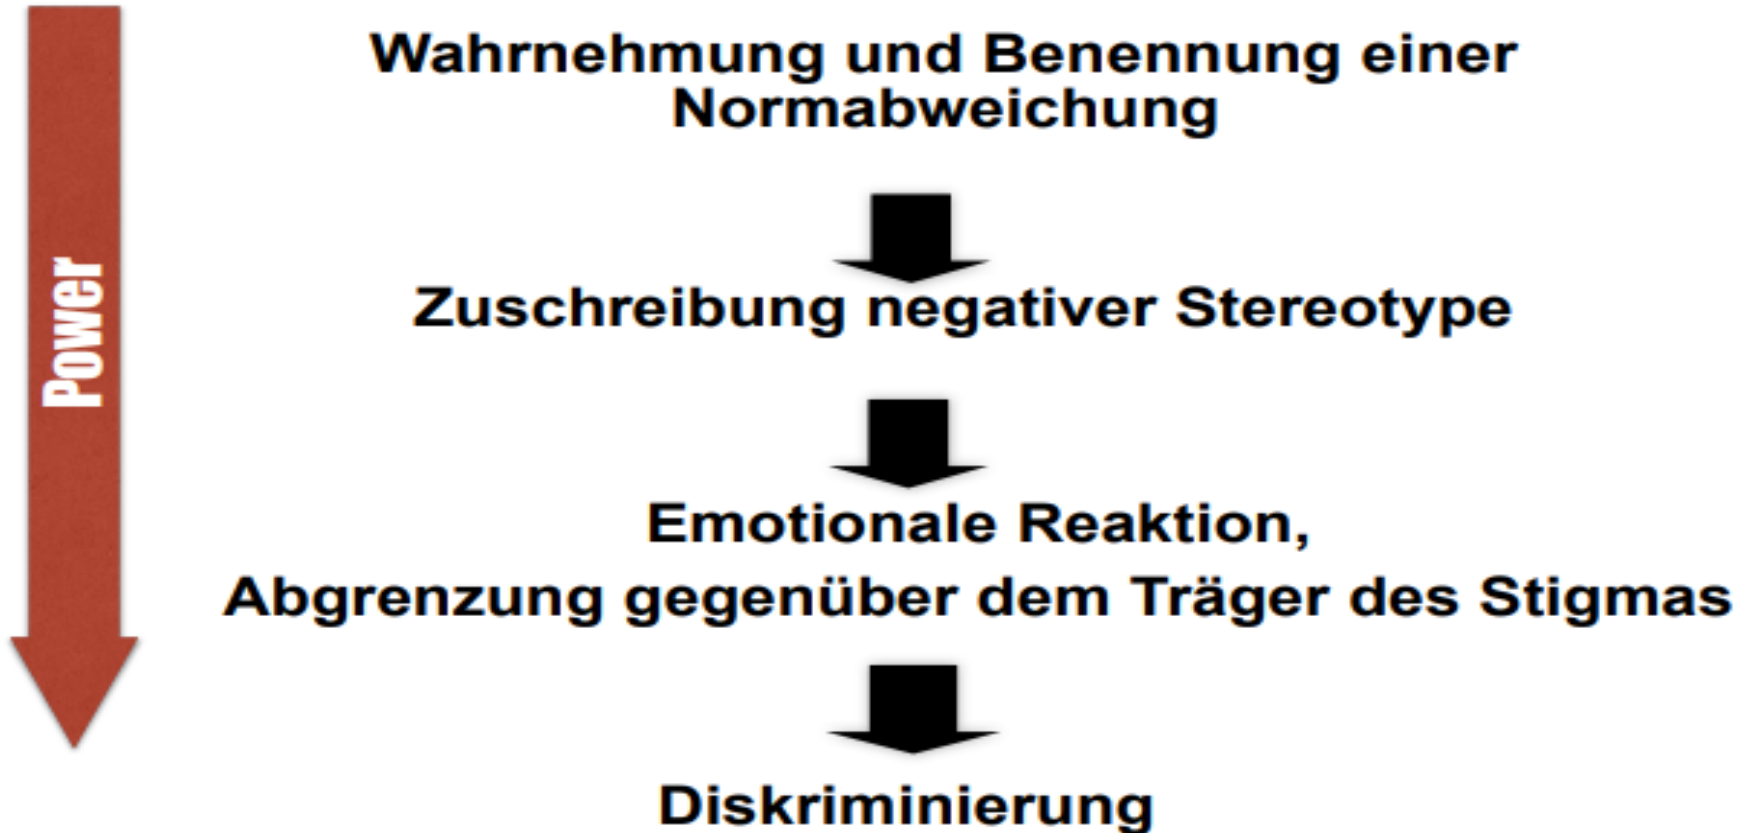 Power
Wahrnehmung und Benennung einer
Normabweichung
Zuschreibung negativer Stereotype
Emotionale Reaktion,
Abgrenzung gegenüber dem Träger des Stigmas
Diskriminierung